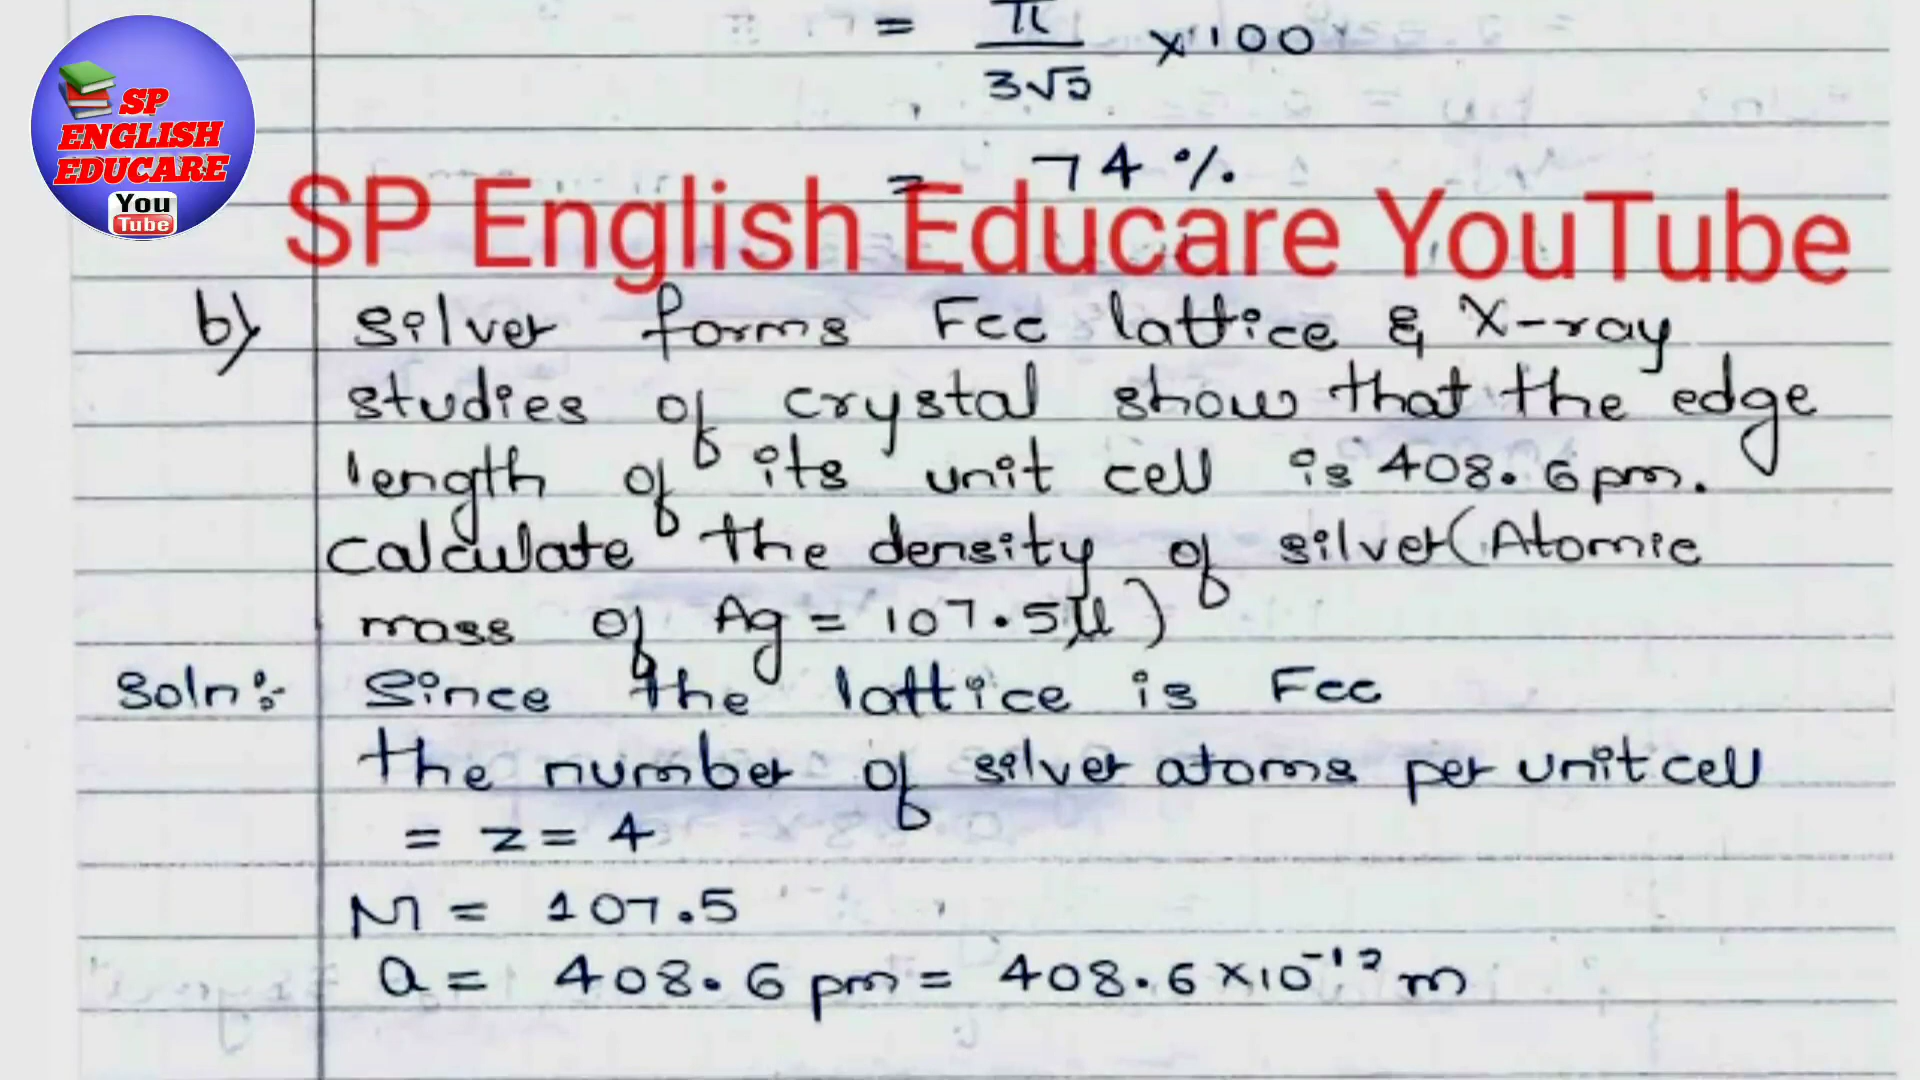 = π/3√2 ×100
= 74 %.
SP
ENGLISH
EDUCARE
You
Tube
SP English Educare YouTube
b) Silver forms Fcc lattice & X-ray
studies of crystal show that the edge
length of its unit cell is 408.6 pm.
Calculate the density of silver (Atomic
mass of Ag = 107.5 μ)
Soln:- Since the lattice is Fcc
the number of silver atoms per unit cell
= z = 4
M = 107.5
a = 408.6 pm = 408.6 ×10⁻¹² m